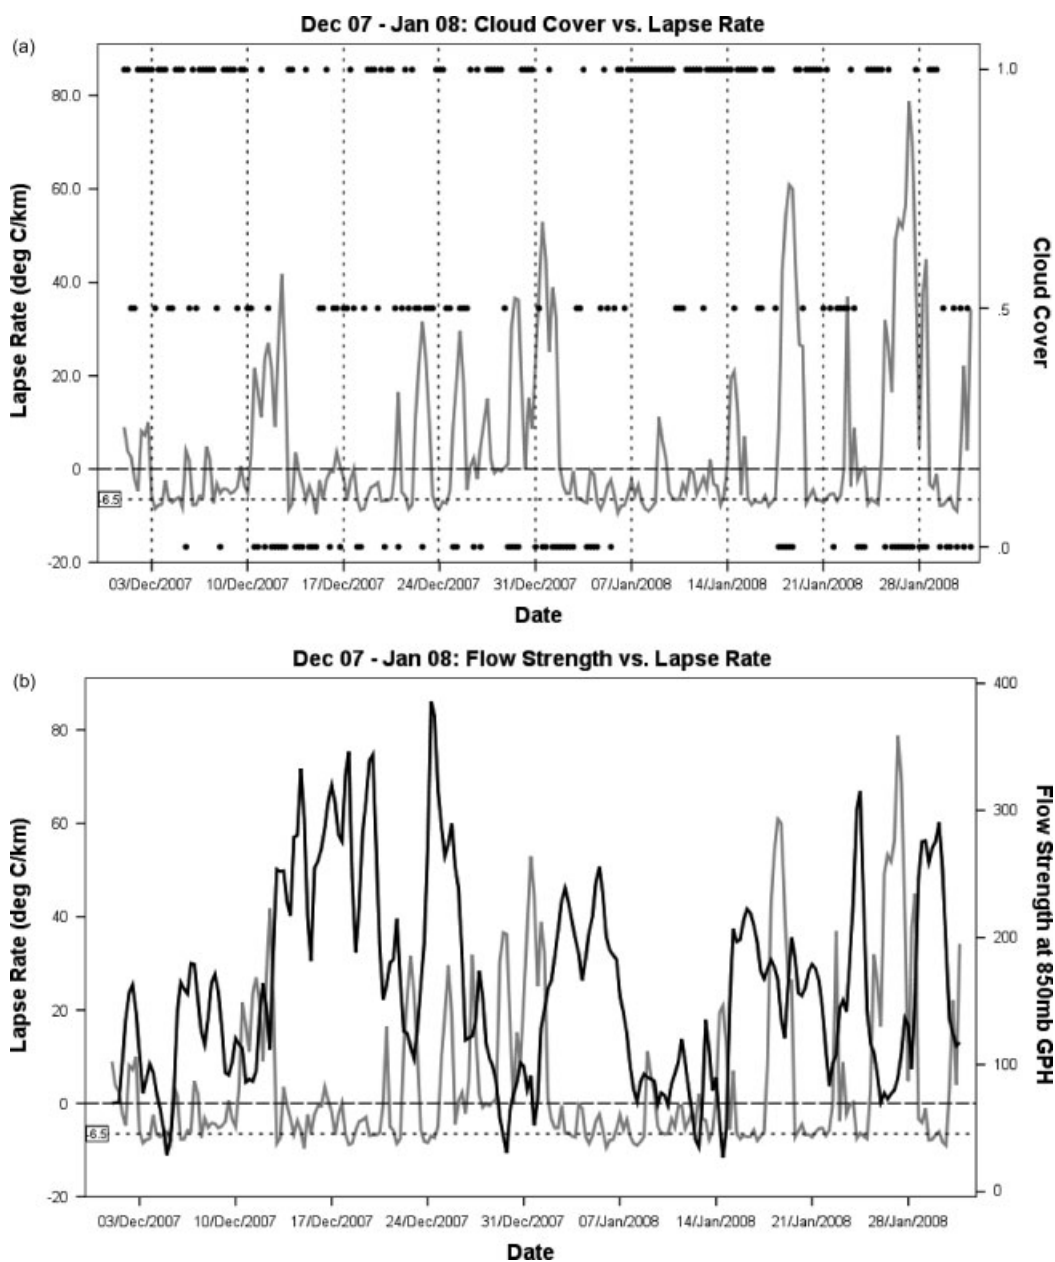 Dec 07 - Jan 08: Cloud Cover vs. Lapse Rate
(a)
1.0
80.0
60.0
40.0
.5
20.0
0
-6.5
.0
-20.0
Lapse Rate (deg C/km)
Cloud Cover
03/Dec/2007 10/Dec/2007 17/Dec/2007 24/Dec/2007 31/Dec/2007 07/Jan/2008 14/Jan/2008 21/Jan/2008 28/Jan/2008
Date
Dec 07 - Jan 08: Flow Strength vs. Lapse Rate
(b)
400
80
300
60
40
200
20
100
0
-6.5
0
-20
Lapse Rate (deg C/km)
Flow Strength at 850mb GPH
03/Dec/2007 10/Dec/2007 17/Dec/2007 24/Dec/2007 31/Dec/2007 07/Jan/2008 14/Jan/2008 21/Jan/2008 28/Jan/2008
Date